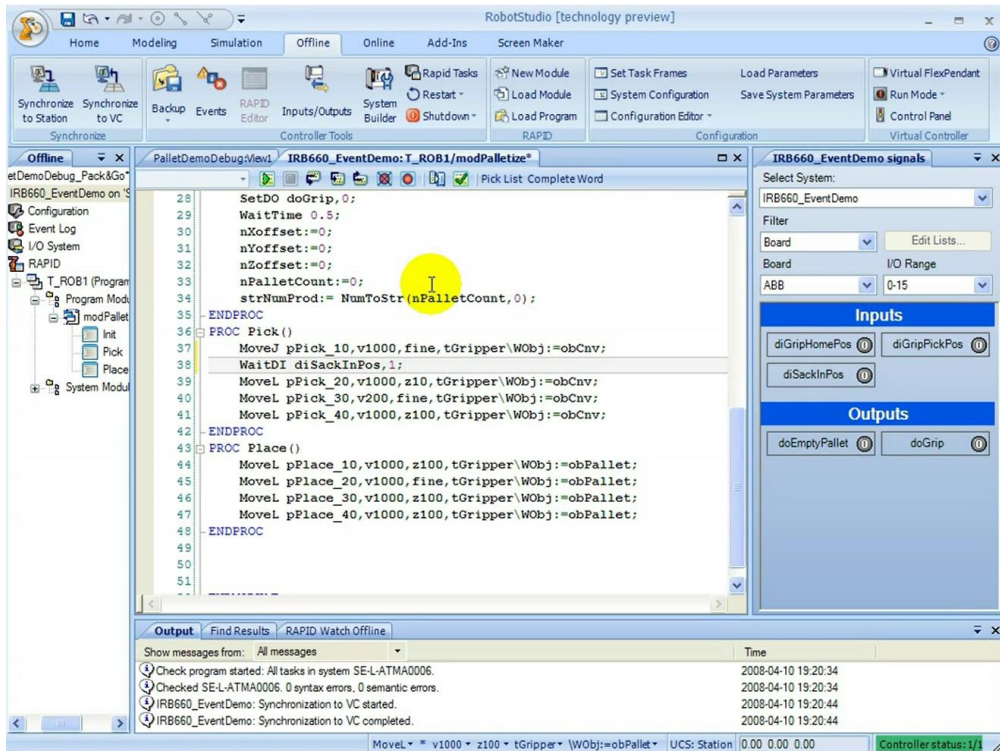 RobotStudio [technology preview]
Home Modeling Simulation Offline Online Add-Ins Screen Maker
Synchronize to Station
Synchronize to VC
Synchronize
Backup
Events
RAPID Editor
Inputs/Outputs
System Builder
Rapid Tasks
Restart
Shutdown
Controller Tools
New Module
Load Module
Load Program
RAPID
Set Task Frames
System Configuration
Configuration Editor
Load Parameters
Save System Parameters
Configuration
Virtual FlexPendant
Run Mode
Control Panel
Virtual Controller
Offline
etDemoDebug_Pack&Go"
IRB660_EventDemo on 'S
Configuration
Event Log
I/O System
RAPID
T_ROB1 (Program
Program Modu
modPallet
Init
Pick
Place
System Modul
PalletDemoDebug:View1 IRB660_EventDemo: T_ROB1/modPalletize*
Pick List Complete Word
28 SetDO doGrip,0;
29 WaitTime 0.5;
30 nXoffset:=0;
31 nYoffset:=0;
32 nZoffset:=0;
33 nPalletCount:=0;
34 strNumProd:= NumToStr(nPalletCount,0);
35 ENDPROC
36 PROC Pick()
37 MoveJ pPick_10,v1000,fine,tGripper\WObj:=obCnv;
38 WaitDI diSackInPos,1;
39 MoveL pPick_20,v1000,z10,tGripper\WObj:=obCnv;
40 MoveL pPick_30,v200,fine,tGripper\WObj:=obCnv;
41 MoveL pPick_40,v1000,z100,tGripper\WObj:=obCnv;
42 ENDPROC
43 PROC Place()
44 MoveL pPlace_10,v1000,z100,tGripper\WObj:=obPallet;
45 MoveL pPlace_20,v1000,fine,tGripper\WObj:=obPallet;
46 MoveL pPlace_30,v1000,z100,tGripper\WObj:=obPallet;
47 MoveL pPlace_40,v1000,z100,tGripper\WObj:=obPallet;
48 ENDPROC
49
50
51
IRB660_EventDemo signals
Select System:
IRB660_EventDemo
Filter
Board Edit Lists...
Board I/O Range
ABB 0-15
Inputs
diGripHomePos diGripPickPos
diSackInPos
Outputs
doEmptyPallet doGrip
Output Find Results RAPID Watch Offline
Show messages from: All messages Time
Check program started: All tasks in system SE-L-ATMA0006. 2008-04-10 19:20:34
Checked SE-L-ATMA0006. 0 syntax errors, 0 semantic errors. 2008-04-10 19:20:34
IRB660_EventDemo: Synchronization to VC started. 2008-04-10 19:20:44
IRB660_EventDemo: Synchronization to VC completed. 2008-04-10 19:20:44
MoveL * v1000 z100 tGripper \WObj:=obPallet UCS: Station 0.00 0.00 0.00 Controller status: 1/1